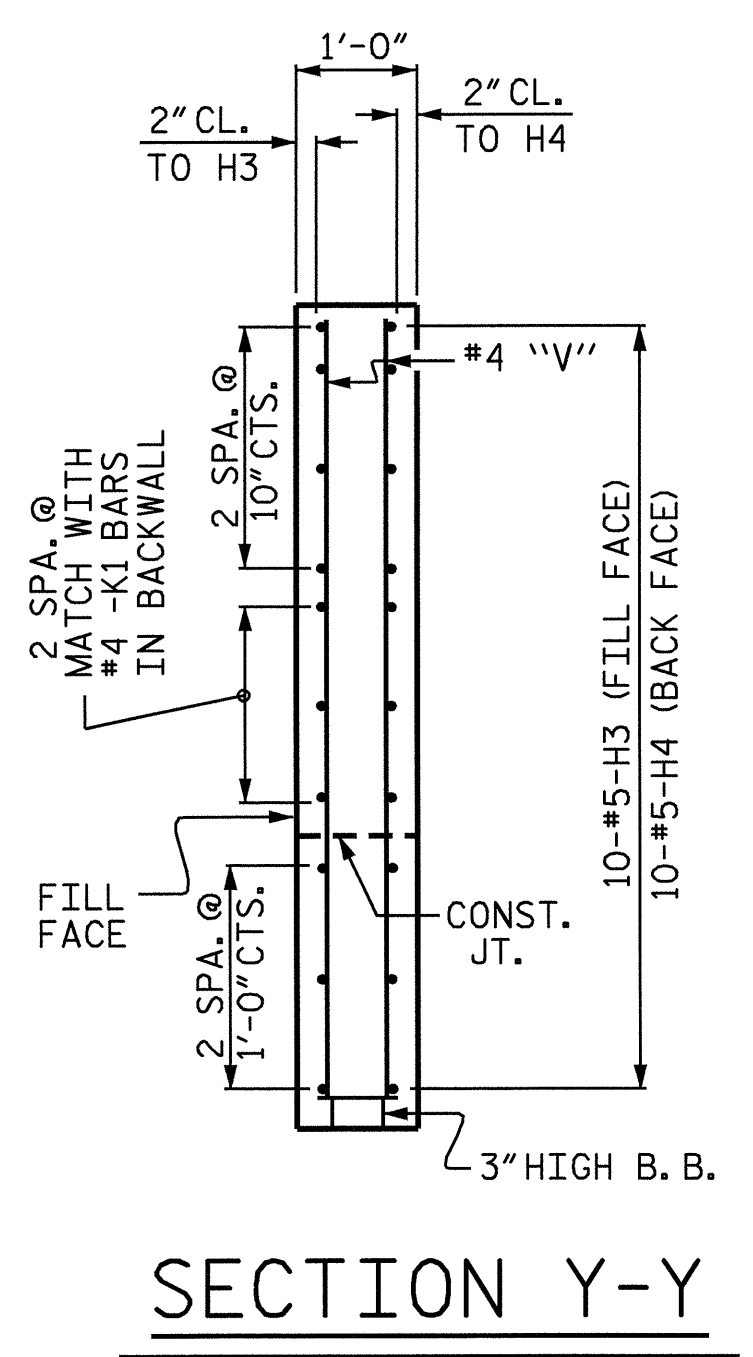 1'-0"
2" CL.
TO H3
2" CL.
TO H4
#4 "V"
2 SPA. @
10" CTS.
2 SPA. @
MATCH WITH
#4 -K1 BARS
IN BACKWALL
10-#5-H3 (FILL FACE)
10-#5-H4 (BACK FACE)
FILL
FACE
2 SPA. @
1'-0" CTS.
CONST.
JT.
3" HIGH B. B.
SECTION Y-Y